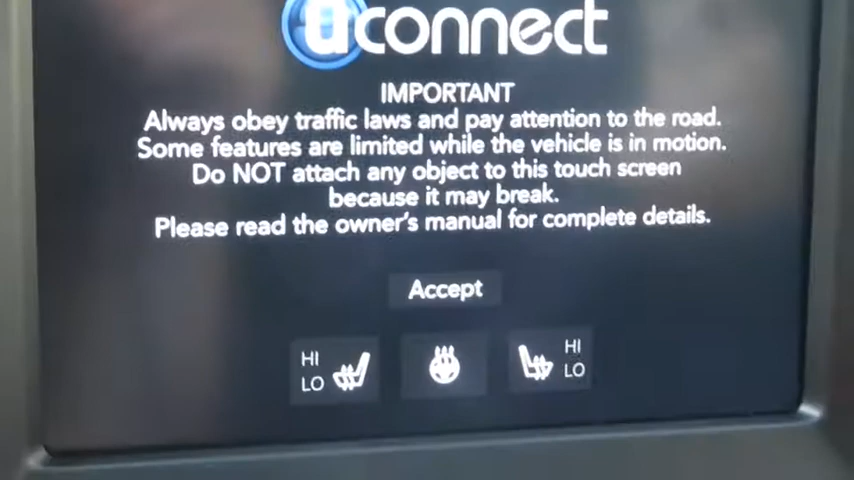 uconnect
IMPORTANT
Always obey traffic laws and pay attention to the road.
Some features are limited while the vehicle is in motion.
Do NOT attach any object to this touch screen
because it may break.
Please read the owner's manual for complete details.
Accept
HI
LO
HI
LO